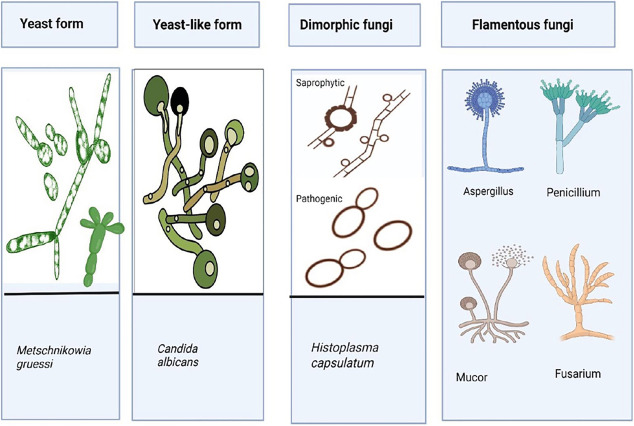 Yeast form
Yeast-like form
Dimorphic fungi
Flamentous fungi
Saprophytic
Pathogenic
Aspergillus
Penicillium
Mucor
Fusarium
Metschnikowia
gruessi
Candida
albicans
Histoplasma
capsulatum